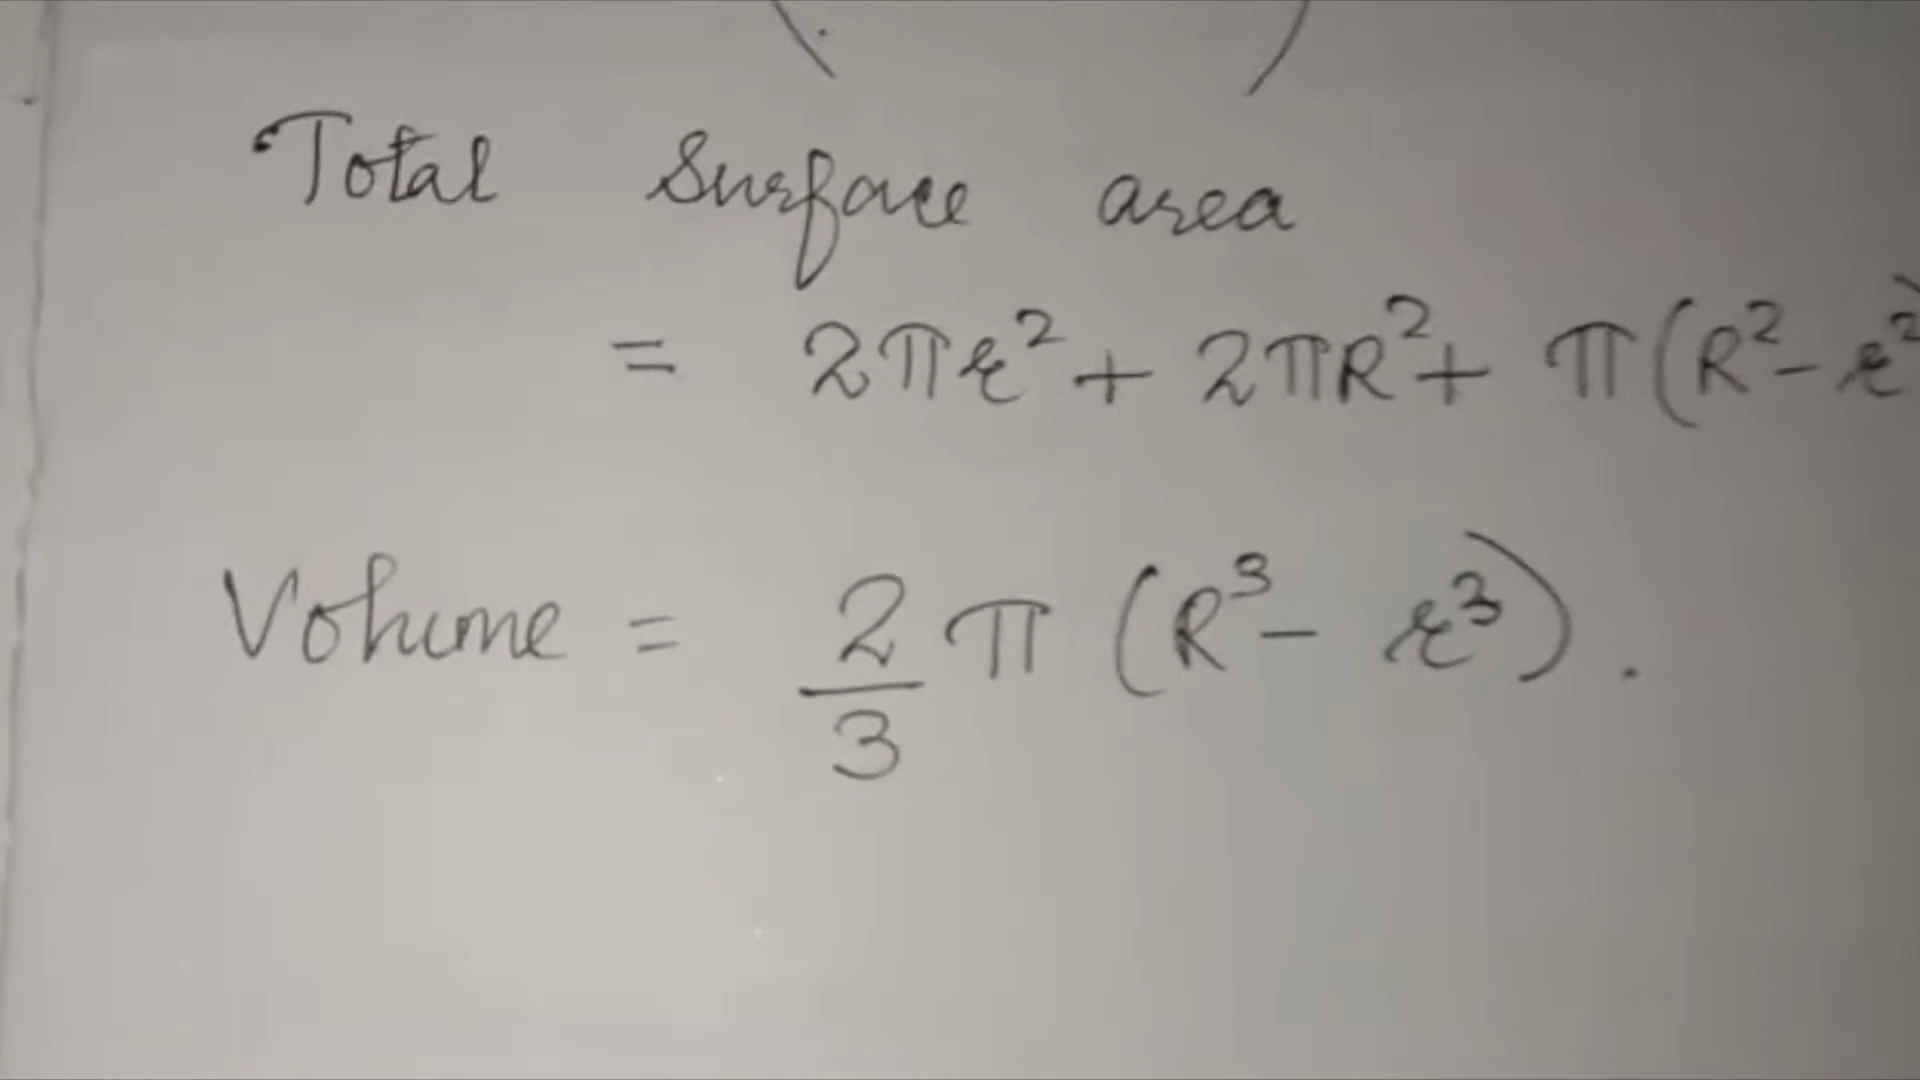 Total Surface area
= 2πr² + 2πR² + π(R² - r²)
Volume = 2/3 π (R³ - r³).